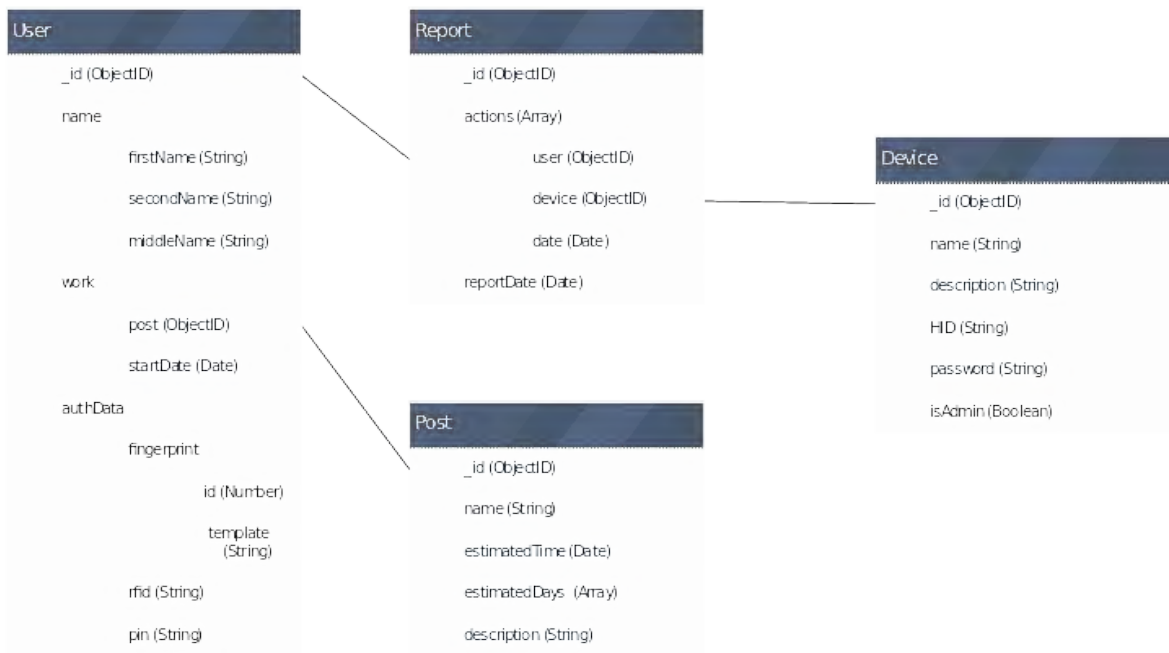 User
_id (ObjectID)
name
firstName (String)
secondName (String)
middleName (String)
work
post (ObjectID)
startDate (Date)
authData
fingerprint
id (Number)
template
(String)
rfid (String)
pin (String)
Report
_id (ObjectID)
actions (Array)
user (ObjectID)
device (ObjectID)
date (Date)
reportDate (Date)
Post
_id (ObjectID)
name (String)
estimatedTime (Date)
estimatedDays (Array)
description (String)
Device
_id (ObjectID)
name (String)
description (String)
HID (String)
password (String)
isAdmin (Boolean)